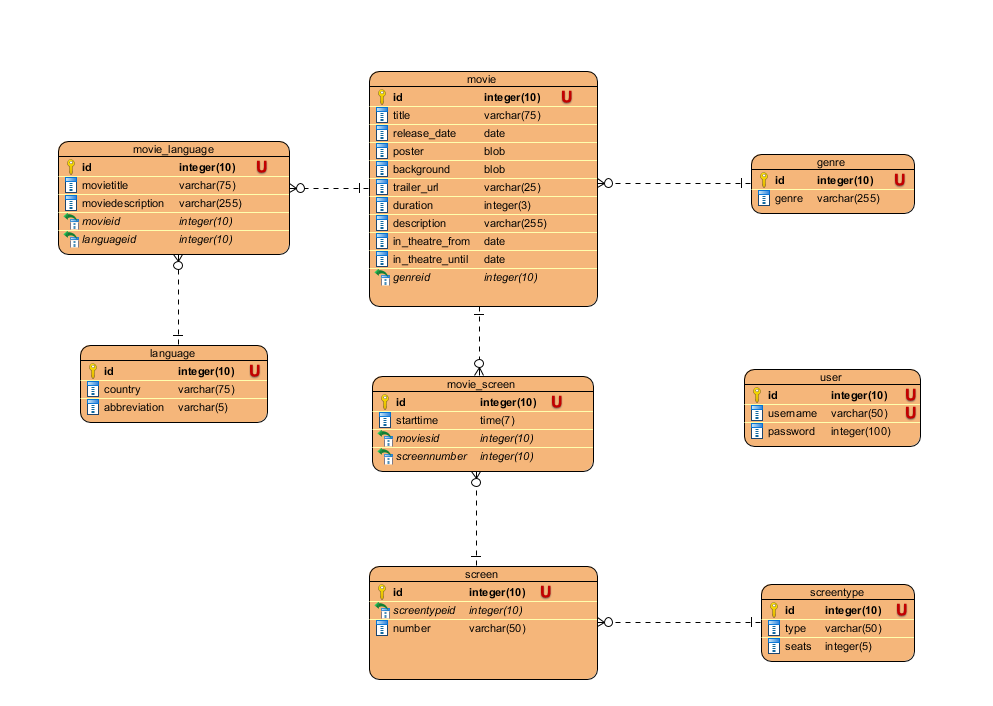 movie
id integer(10) U
title varchar(75)
release_date date
poster blob
background blob
trailer_url varchar(25)
duration integer(3)
description varchar(255)
in_theatre_from date
in_theatre_until date
genreid integer(10)
movie_language
id integer(10) U
movietitle varchar(75)
moviedescription varchar(255)
movieid integer(10)
languageid integer(10)
genre
id integer(10) U
genre varchar(255)
language
id integer(10) U
country varchar(75)
abbreviation varchar(5)
movie_screen
id integer(10) U
starttime time(7)
moviesid integer(10)
screennumber integer(10)
user
id integer(10) U
username varchar(50) U
password integer(100)
screen
id integer(10) U
screentypeid integer(10)
number varchar(50)
screentype
id integer(10) U
type varchar(50)
seats integer(5)